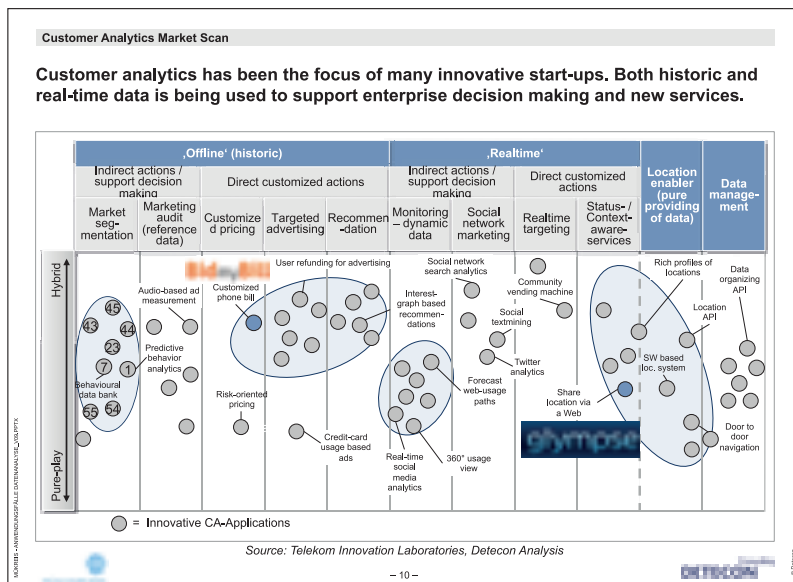 Customer Analytics Market Scan
Customer analytics has been the focus of many innovative start-ups. Both historic and
real-time data is being used to support enterprise decision making and new services.
‚Offline‘ (historic)
‚Realtime‘
Location
enabler
(pure
providing
of data)
Data
manage-
ment
Indirect actions /
support decision
making
Direct customized actions
Indirect actions /
support decision
making
Direct customized
actions
Market
seg-
mentation
Marketing
audit
(reference
data)
Customize
d pricing
Targeted
advertising
Recommen
-dation
Monitoring
– dynamic
data
Social
network
marketing
Realtime
targeting
Status- /
Context-
aware-
services
Hybrid
Pure-play
User refunding for advertising
Social network
search analytics
Rich profiles of
locations
Data
organizing
API
Audio-based ad
measurement
Customized
phone bill
Interest-
graph based
recommen-
dations
Community
vending machine
Location
API
45
43
44
23
7
1
55
54
Predictive
behavior
analytics
Behavioural
data bank
Social
textmining
Twitter
analytics
SW based
loc. system
Risk-oriented
pricing
Forecast
web-usage
paths
Share
location via
a Web
glympse
Credit-card
usage based
ads
Real-time
social
media
analytics
360° usage
view
Door to
door
navigation
= Innovative CA-Applications
Source: Telekom Innovation Laboratories, Detecon Analysis
– 10 –
DETECON